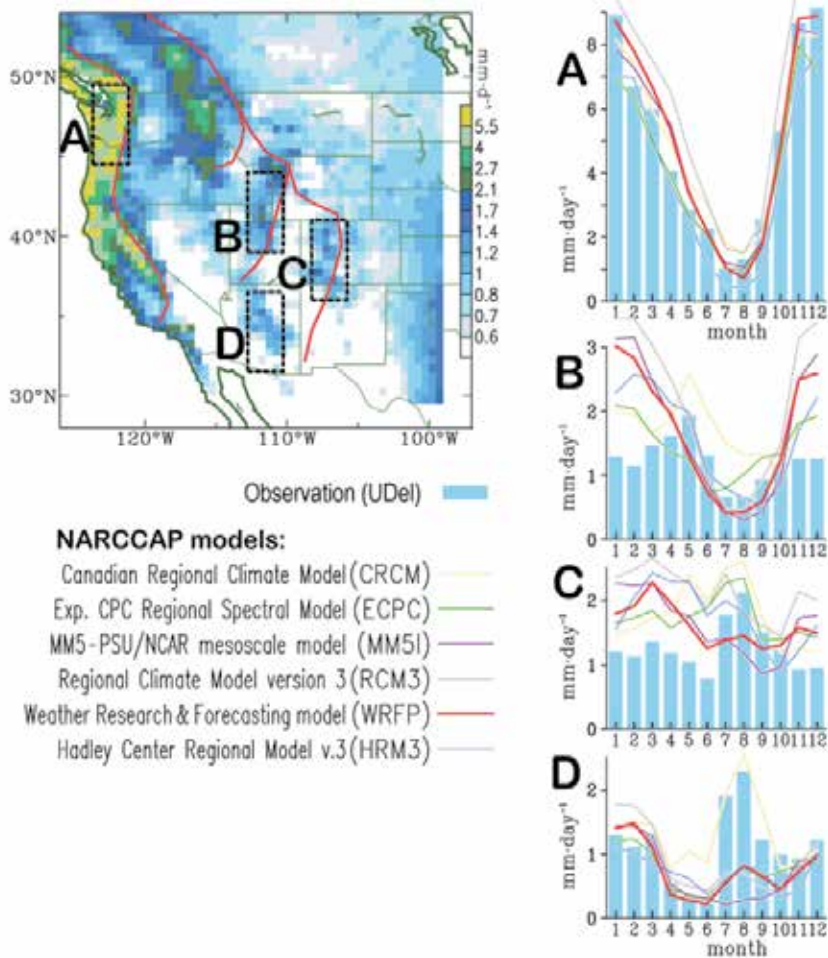 50°N
40°N
30°N
120°W
110°W
100°W
A
B
C
D
mm·d⁻¹
5.5
4
2.7
2.1
1.7
1.4
1.2
1
0.8
0.7
0.6
Observation (UDel)
NARCCAP models:
Canadian Regional Climate Model (CRCM)
Exp. CPC Regional Spectral Model (ECPC)
MM5-PSU/NCAR mesoscale model (MM5I)
Regional Climate Model version 3 (RCM3)
Weather Research & Forecasting model (WRFP)
Hadley Center Regional Model v.3 (HRM3)
A
8
6
4
2
0
mm·day⁻¹
1 2 3 4 5 6 7 8 9 10 11 12
month
B
3
2
1
0
mm·day⁻¹
1 2 3 4 5 6 7 8 9 10 11 12
C
2
1
0
mm·day⁻¹
1 2 3 4 5 6 7 8 9 10 11 12
D
2
1
0
mm·day⁻¹
1 2 3 4 5 6 7 8 9 10 11 12
month